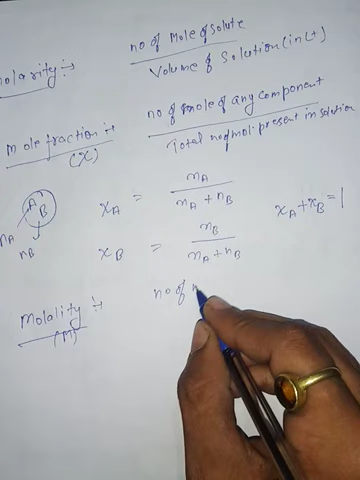 olarity :- no of Mole of Solute
Volume of Solution (in Lt)
Mole fraction :- no of mole of any component
(X) Total no of mol present in solution
A B
nA
nB
xA = nA
nA + nB
xB = nB
nA + nB
xA + xB = 1
Molality :- no of
(M)